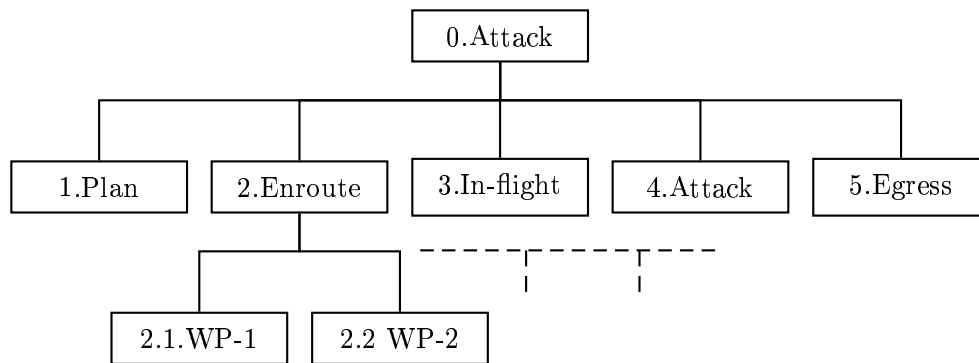 0.Attack
1.Plan
2.Enroute
3.In-flight
4.Attack
5.Egress
2.1.WP-1
2.2 WP-2